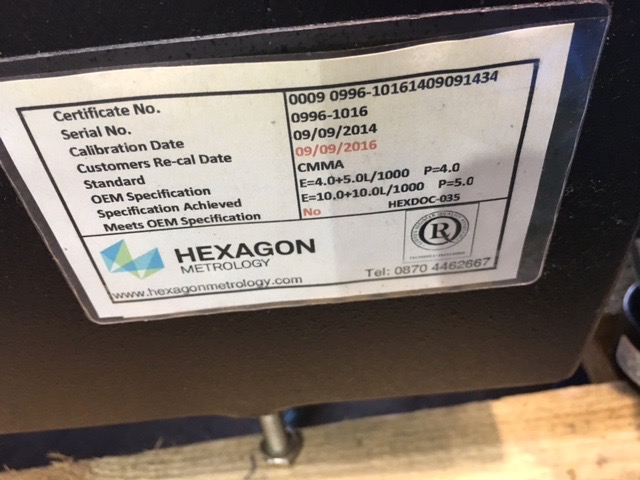 Certificate No. 0009 0996-10161409091434
Serial No. 0996-1016
Calibration Date 09/09/2014
Customers Re-cal Date 09/09/2016
Standard CMMA
OEM Specification E=4.0+5.0L/1000 P=4.0
Specification Achieved E=10.0+10.0L/1000 P=5.0
Meets OEM Specification No HEXDOC-035
HEXAGON
METROLOGY
R
www.hexagonmetrology.com
Tel: 0870 4462667